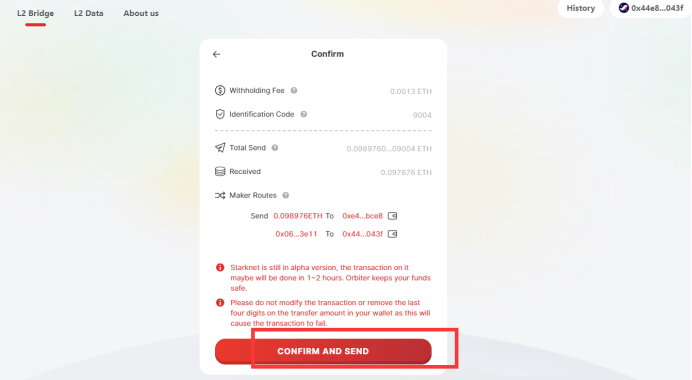 L2 Bridge L2 Data About us History 0x44e8...043f
Confirm
Withholding Fee 0.0013 ETH
Identification Code 9004
Total Send 0.0989760...09004 ETH
Received 0.097676 ETH
Maker Routes
Send 0.098976ETH To 0xe4...bce8
0x06...3e11 To 0x44...043f
Starknet is still in alpha version, the transaction on it
maybe will be done in 1~2 hours. Orbiter keeps your funds
safe.
Please do not modify the transaction or remove the last
four digits on the transfer amount in your wallet as this will
cause the transaction to fail.
CONFIRM AND SEND